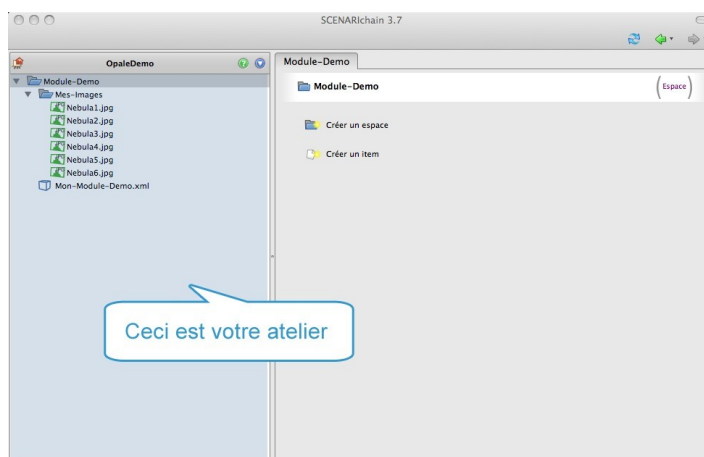 SCENARIchain 3.7
OpaleDemo
Module-Demo
Mes-Images
Nebula1.jpg
Nebula2.jpg
Nebula3.jpg
Nebula4.jpg
Nebula5.jpg
Nebula6.jpg
Mon-Module-Demo.xml
Module-Demo
Module-Demo
(Espace)
Créer un espace
Créer un item
Ceci est votre atelier